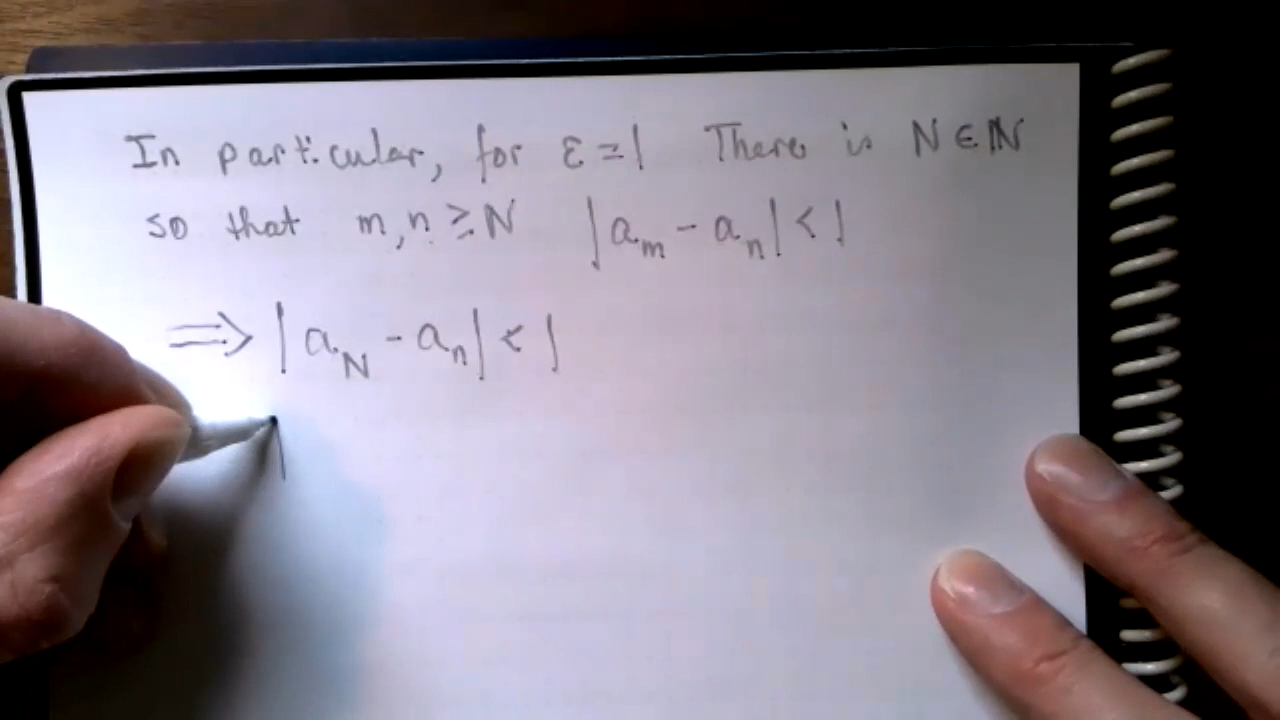 In particular, for ε=1 There is N∈ℕ
so that m,n ≥ N |a_m - a_n| < 1
⇒ |a_N - a_n| < 1
|